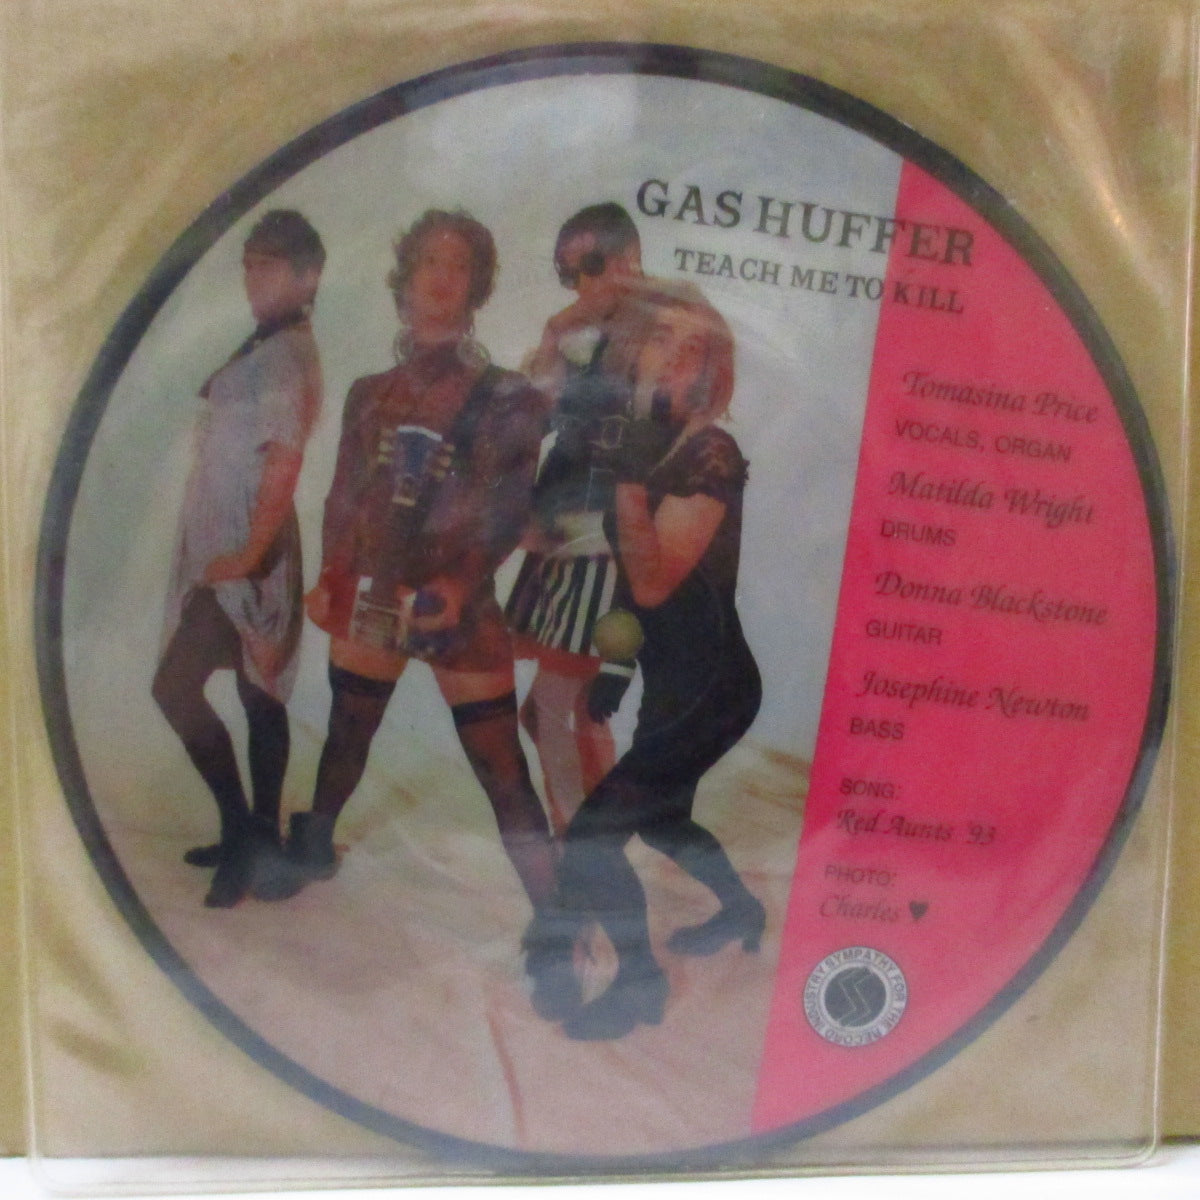 GAS HUFFER
TEACH ME TO KILL
Tomasina Price
VOCALS, ORGAN
Matilda Wright
DRUMS
Donna Blackstone
GUITAR
Josephine Newton
BASS
SONG:
Red Aunts '93
PHOTO:
Charles ♥
SYMPATHY FOR THE RECORD INDUSTRY